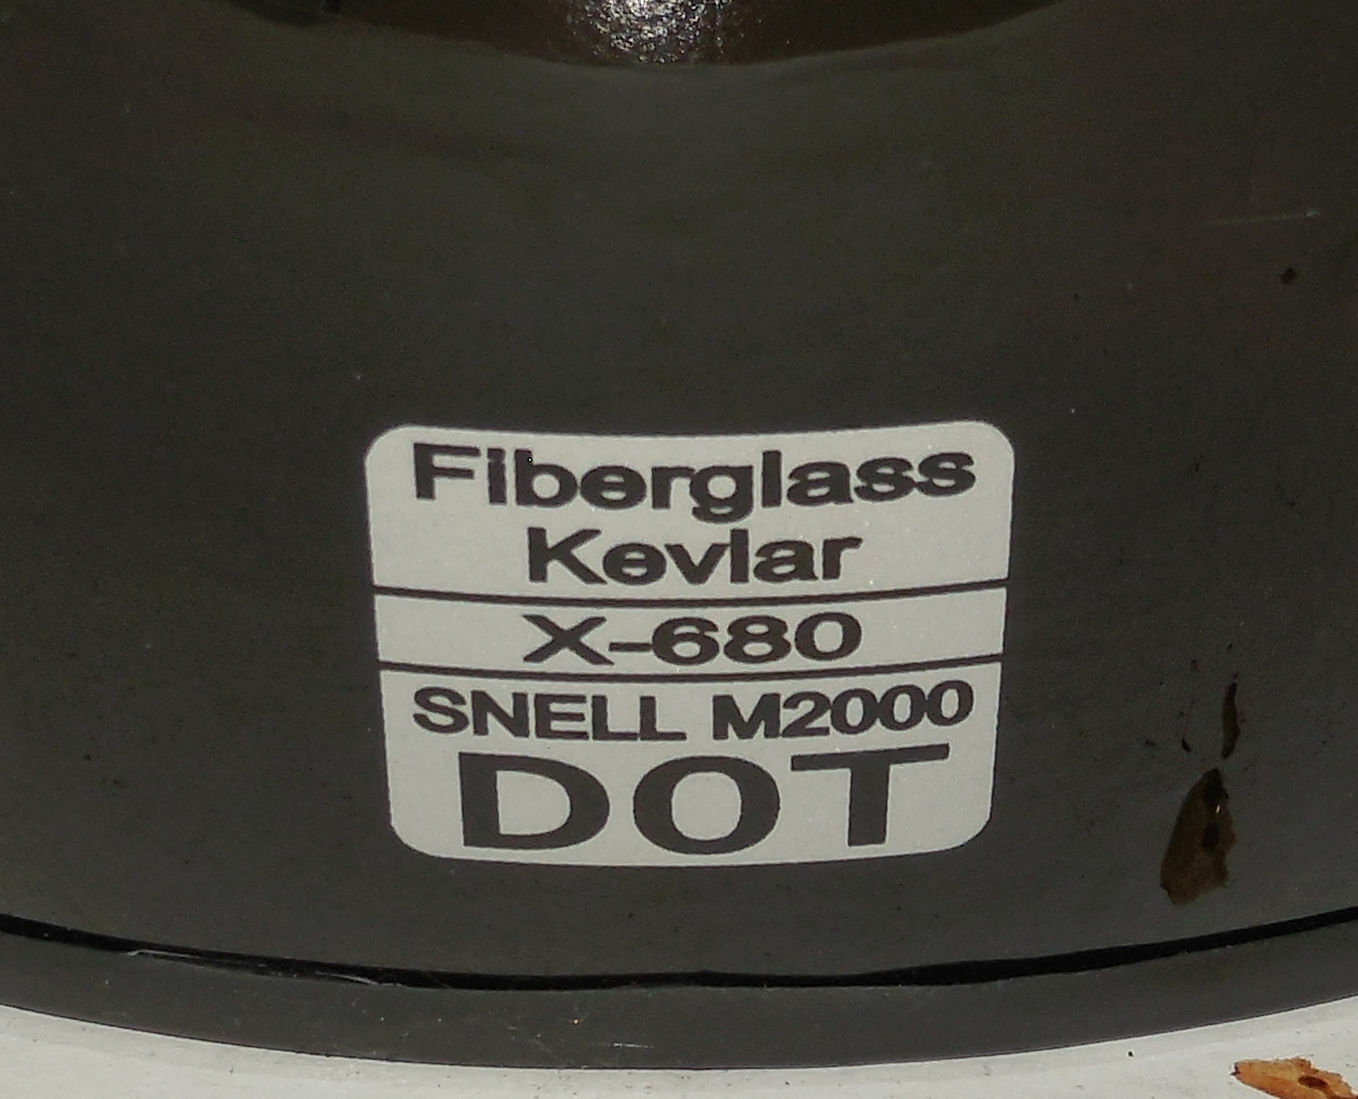 Fiberglass
Kevlar
X-680
SNELL M2000
DOT